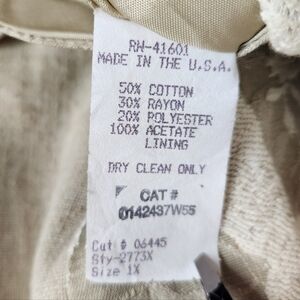 RN-41601
MADE IN THE U.S.A.
50% COTTON
30% RAYON
20% POLYESTER
100% ACETATE
LINING
DRY CLEAN ONLY
CAT #
0142437W55
Cut # 06445
Sty-2773X
Size 1X